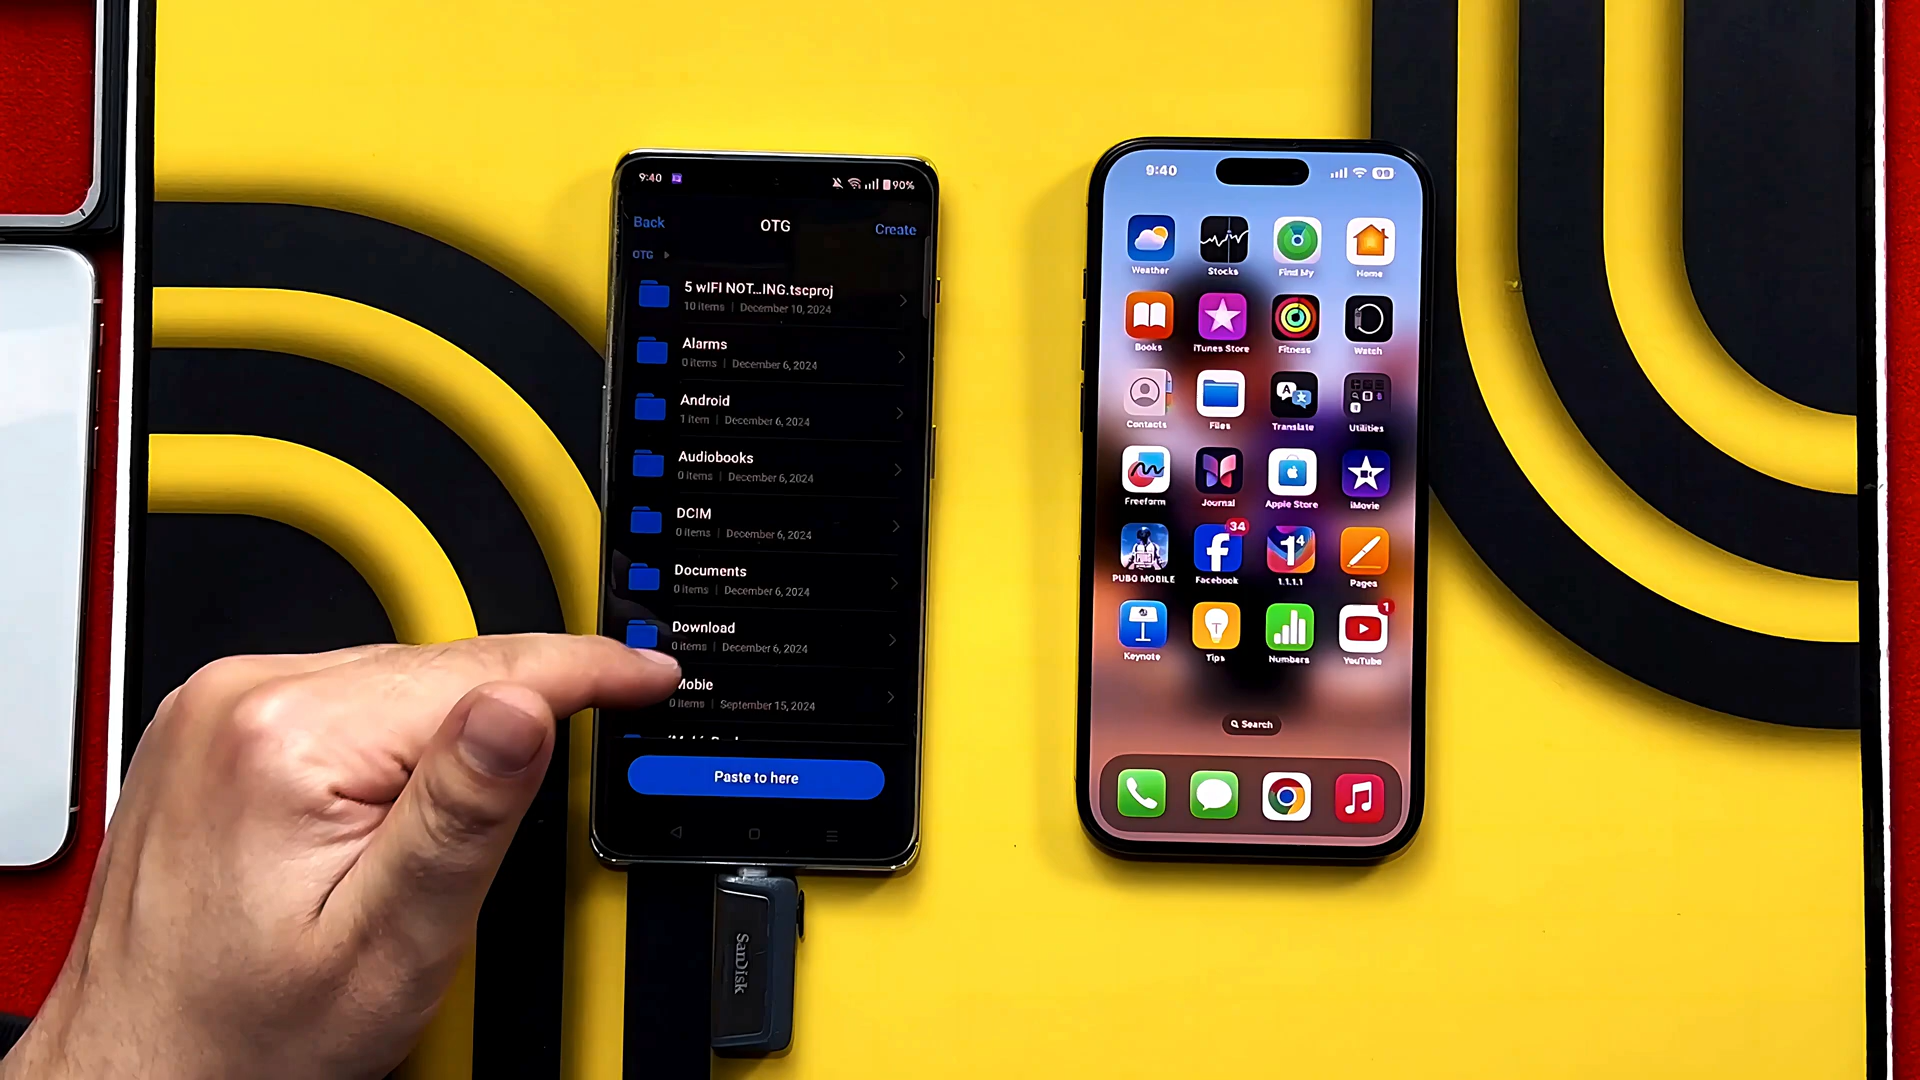 9:40
90%
Back
OTG
Create
OTG
5 wIFI NOT...ING.tscproj
10 items | December 10, 2024
Alarms
0 items | December 6, 2024
Android
1 item | December 6, 2024
Audiobooks
0 items | December 6, 2024
DCIM
0 items | December 6, 2024
Documents
0 items | December 6, 2024
Download
0 items | December 6, 2024
Mobie
0 items | September 15, 2024
Paste to here
SanDisk
9:40
99
Weather
Stocks
Find My
Home
Books
iTunes Store
Fitness
Watch
Contacts
Files
Translate
Utilities
Freeform
Journal
Apple Store
iMovie
34
1⁴
PUBG MOBILE
Facebook
1.1.1.1
Pages
1
Keynote
Tips
Numbers
YouTube
Search